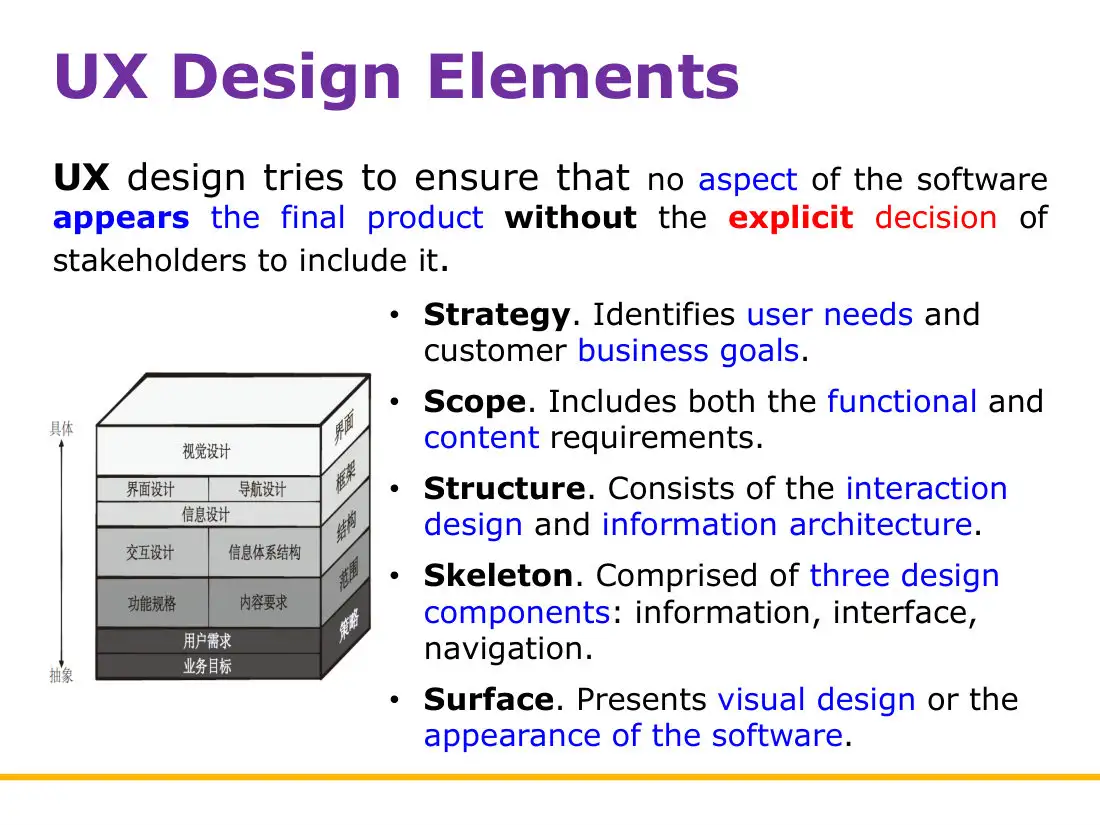 UX Design Elements
UX design tries to ensure that no aspect of the software
appears the final product without the explicit decision of
stakeholders to include it.
• Strategy. Identifies user needs and
customer business goals.
• Scope. Includes both the functional and
content requirements.
• Structure. Consists of the interaction
design and information architecture.
• Skeleton. Comprised of three design
components: information, interface,
navigation.
• Surface. Presents visual design or the
appearance of the software.
具体
抽象
视觉设计
界面设计 导航设计
信息设计
交互设计 信息体系结构
功能规格 内容要求
用户需求
业务目标
界面
框架
结构
范围
策略